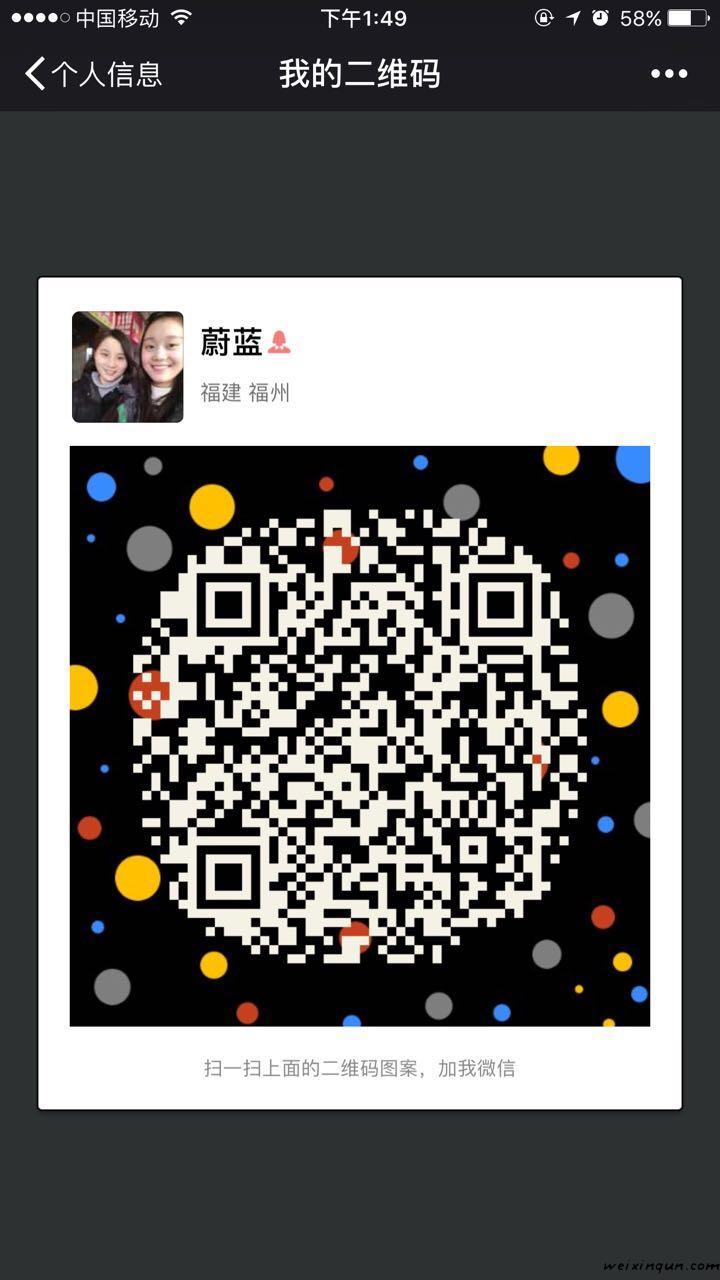 中国移动 下午1:49 58%
个人信息 我的二维码
蔚蓝
福建 福州
扫一扫上面的二维码图案，加我微信
weixinqun.com